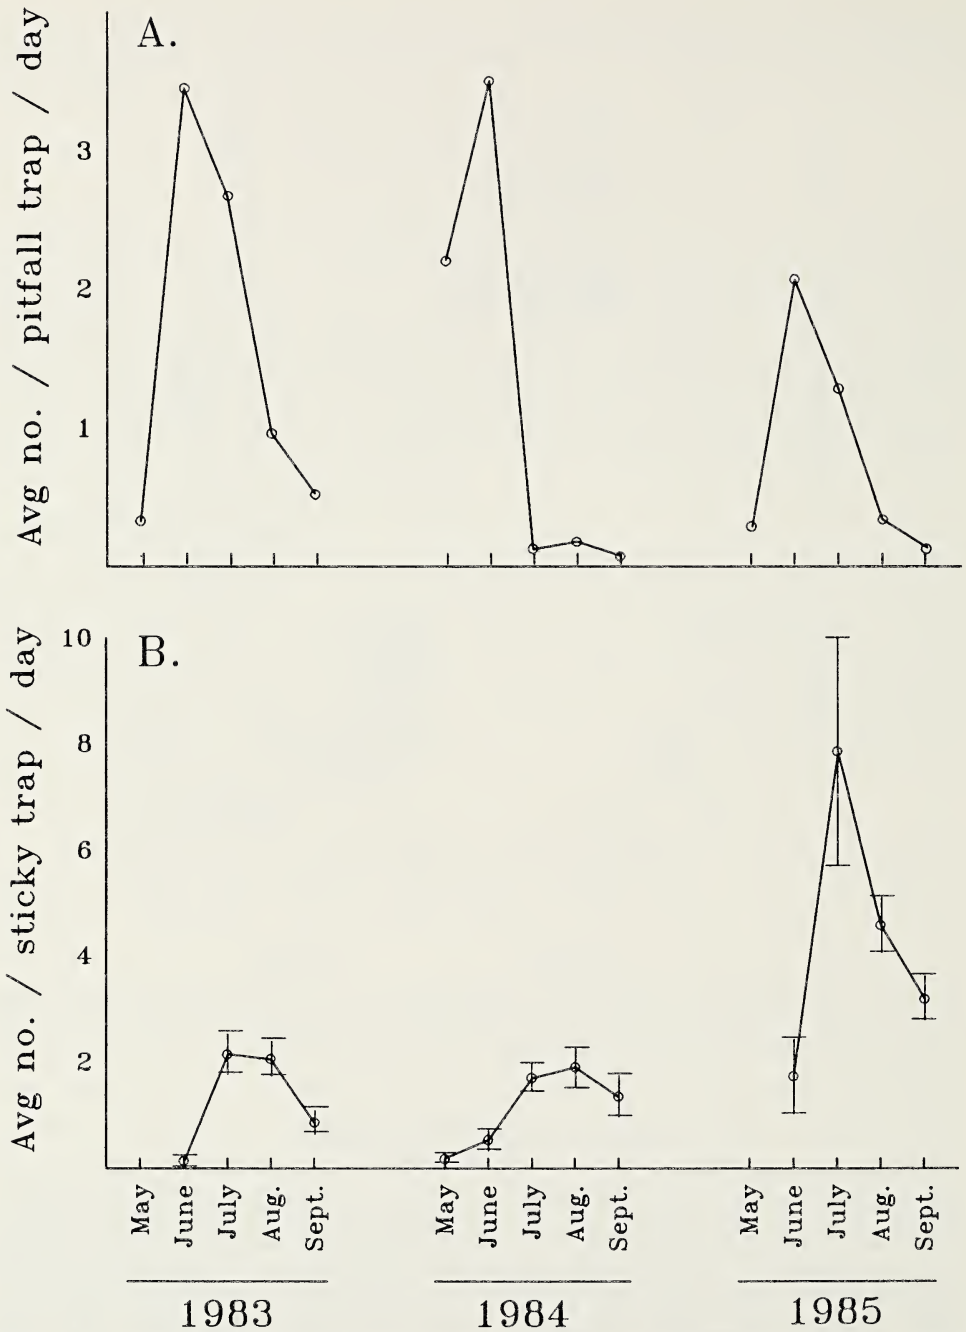 A.
Avg no. / pitfall trap / day
3
2
1
B.
Avg no. / sticky trap / day
10
8
6
4
2
May June July Aug. Sept. May June July Aug. Sept. May June July Aug. Sept.
1983 1984 1985